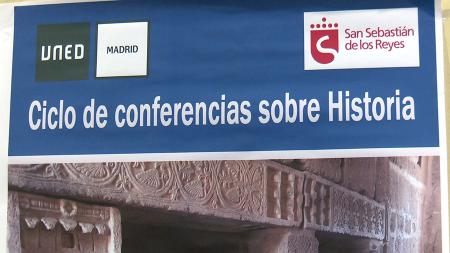 UNED
MADRID
San Sebastián
de los Reyes
Ciclo de conferencias sobre Historia